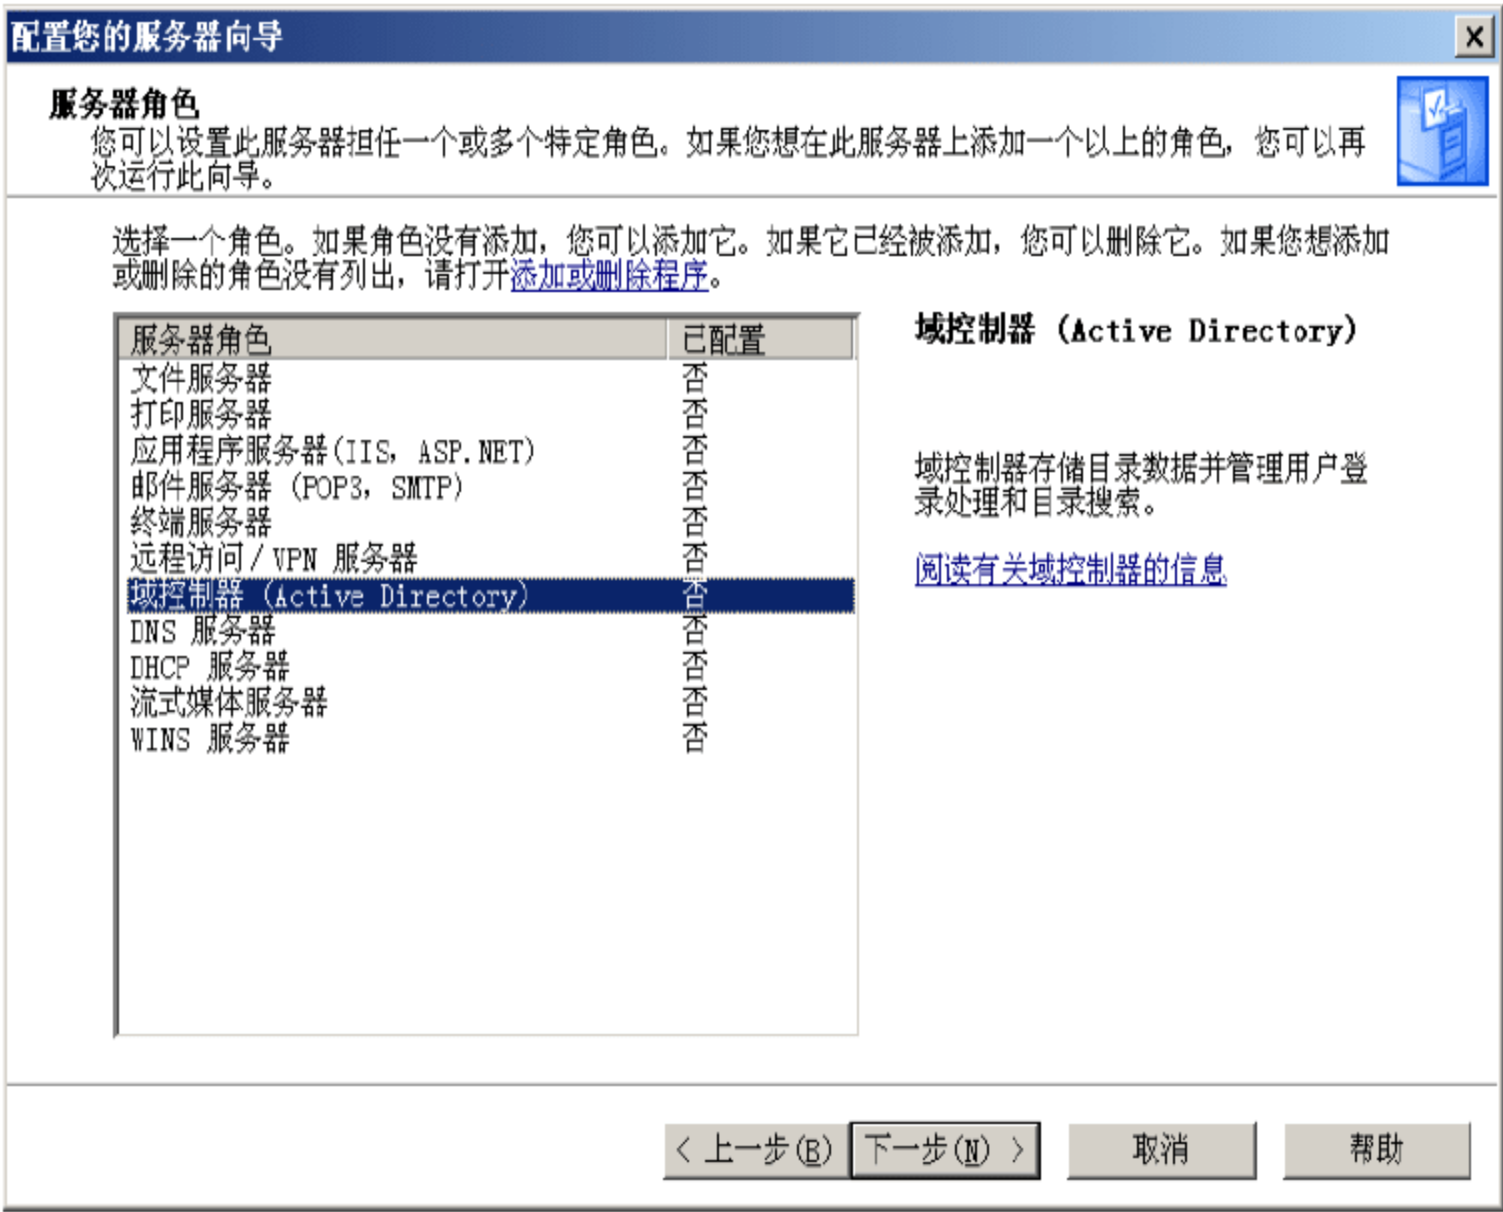 配置您的服务器向导
服务器角色
您可以设置此服务器担任一个或多个特定角色。如果您想在此服务器上添加一个以上的角色，您可以再
次运行此向导。
选择一个角色。如果角色没有添加，您可以添加它。如果它已经被添加，您可以删除它。如果您想添加
或删除的角色没有列出，请打开添加或删除程序。
服务器角色 已配置
文件服务器 否
打印服务器 否
应用程序服务器(IIS, ASP.NET) 否
邮件服务器 (POP3, SMTP) 否
终端服务器 否
远程访问/VPN 服务器 否
域控制器 (Active Directory) 否
DNS 服务器 否
DHCP 服务器 否
流式媒体服务器 否
WINS 服务器 否
域控制器 (Active Directory)
域控制器存储目录数据并管理用户登
录处理和目录搜索。
阅读有关域控制器的信息
< 上一步(B) 下一步(N) > 取消 帮助